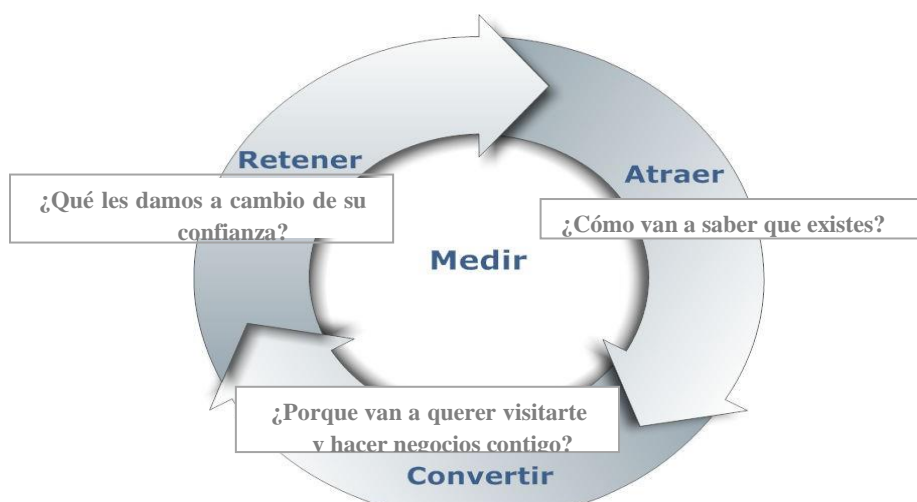 Retener
¿Qué les damos a cambio de su
confianza?
Atraer
¿Cómo van a saber que existes?
Medir
¿Porque van a querer visitarte
y hacer negocios contigo?
Convertir